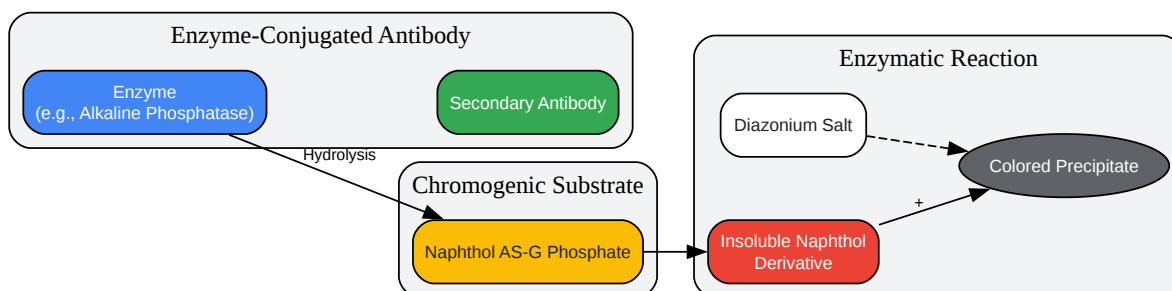 Enzyme-Conjugated Antibody
Enzyme
(e.g., Alkaline Phosphatase)
Secondary Antibody
Hydrolysis
Chromogenic Substrate
Naphthol AS-G Phosphate
Enzymatic Reaction
Diazonium Salt
Colored Precipitate
+
Insoluble Naphthol
Derivative